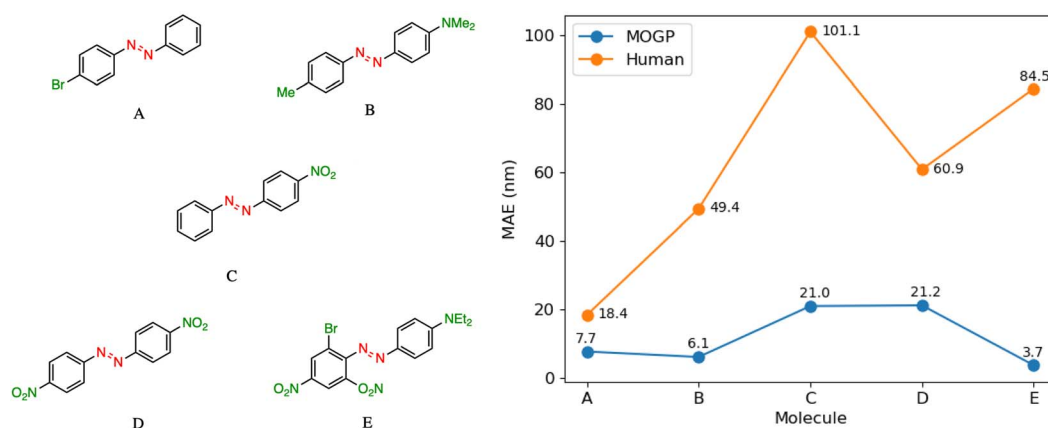 N=N
Br
A
NMe2
N=N
Me
B
NO2
N=N
C
NO2
N=N
O2N
D
Br
NEt2
N=N
O2N
O2N
E
MOGP
Human
MAE (nm)
100
80
60
40
20
0
18.4
49.4
101.1
60.9
84.5
7.7
6.1
21.0
21.2
3.7
A B C D E
Molecule